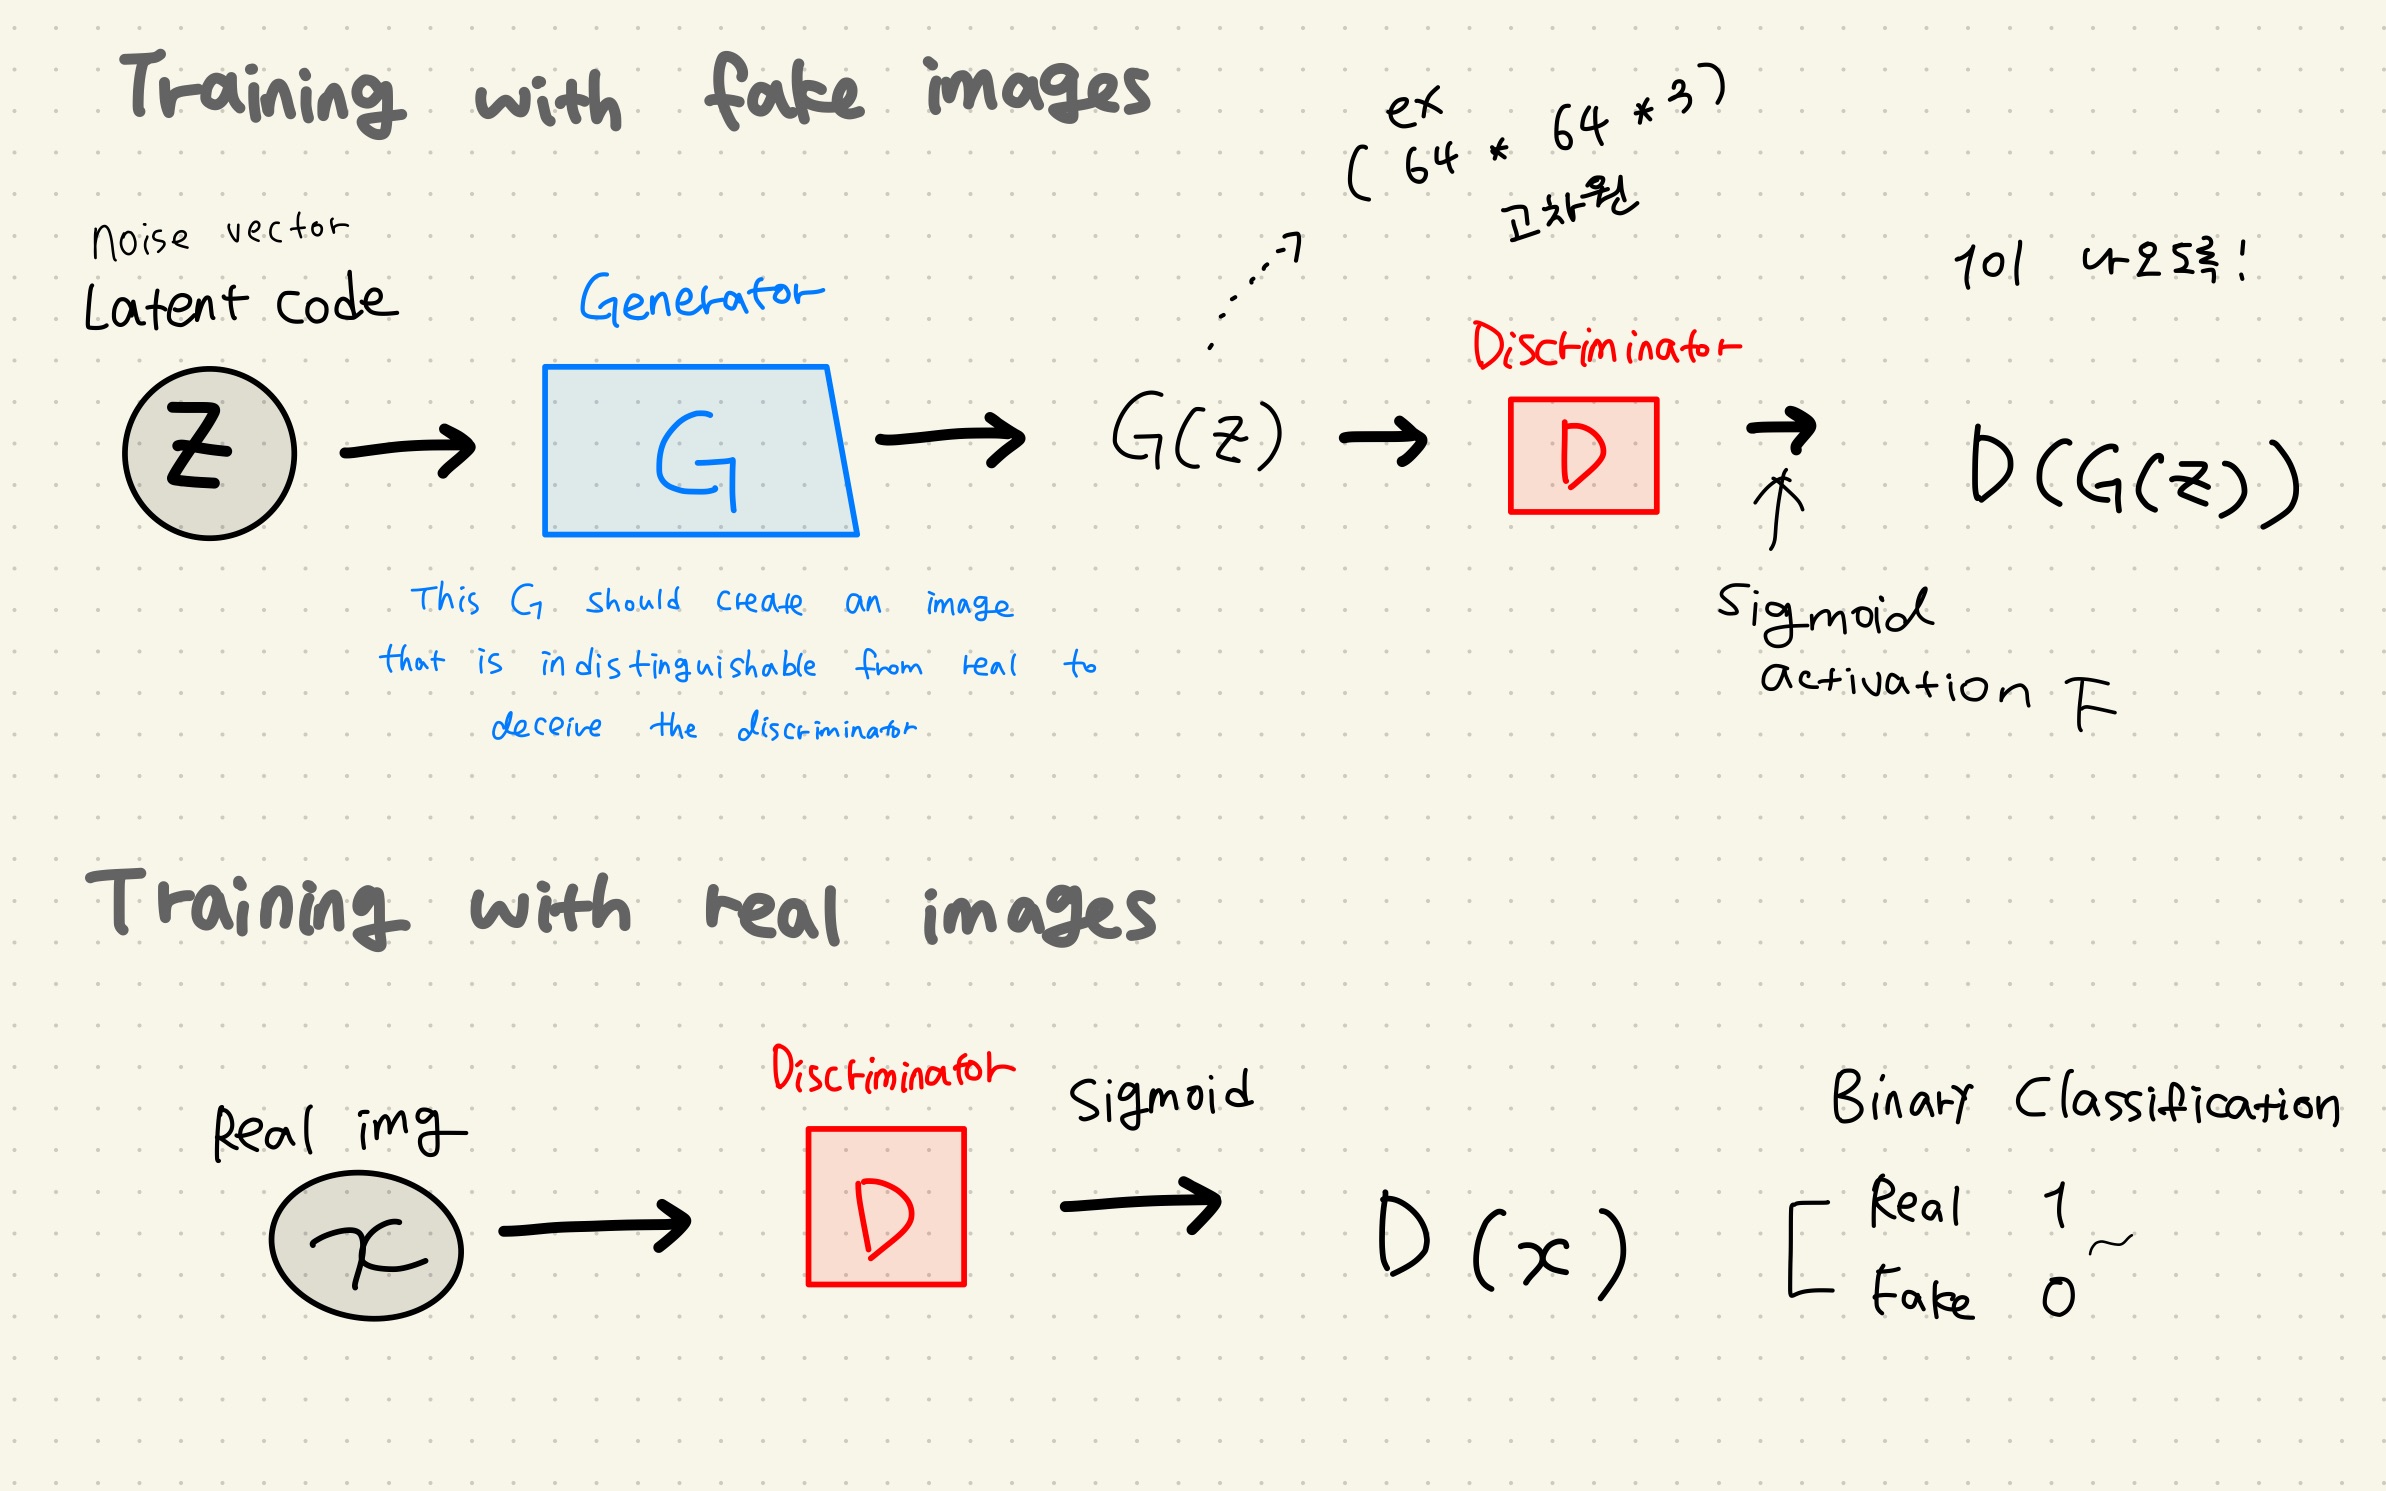 Training with fake images
ex
( 64 * 64 * 3 )
고차원
noise vector
Latent code
Generator
1이 나오도록!
Discriminator
Z
G
G(z)
D
D(G(z))
This G should create an image
that is indistinguishable from real to
deceive the discriminator
Sigmoid
activation F
Training with real images
Real img
Discriminator
Sigmoid
Binary Classification
x
D
D(x)
Real 1
Fake 0